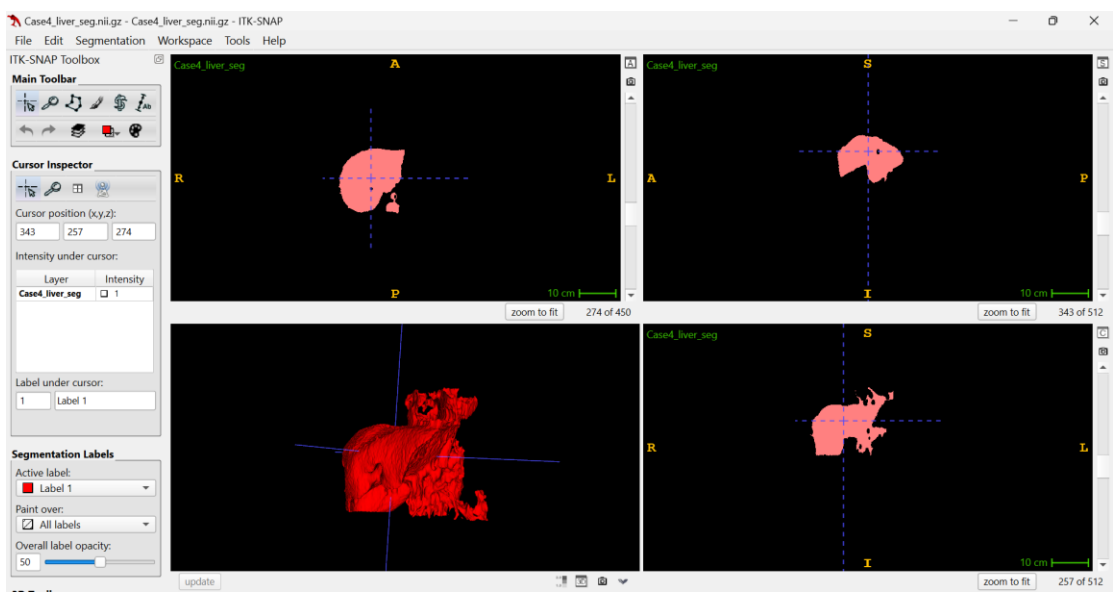 Case4_liver_seg.nii.gz - Case4_liver_seg.nii.gz - ITK-SNAP
File Edit Segmentation Workspace Tools Help
ITK-SNAP Toolbox
Main Toolbar
Cursor Inspector
Cursor position (x,y,z):
343 257 274
Intensity under cursor:
Layer Intensity
Case4_liver_seg 1
Label under cursor:
1 Label 1
Segmentation Labels
Active label:
Label 1
Paint over:
All labels
Overall label opacity:
50
Case4_liver_seg
A
R
L
P
10 cm
A
zoom to fit 274 of 450
Case4_liver_seg
S
A
P
I
10 cm
S
zoom to fit 343 of 512
update
Case4_liver_seg
S
R
L
I
10 cm
C
zoom to fit 257 of 512